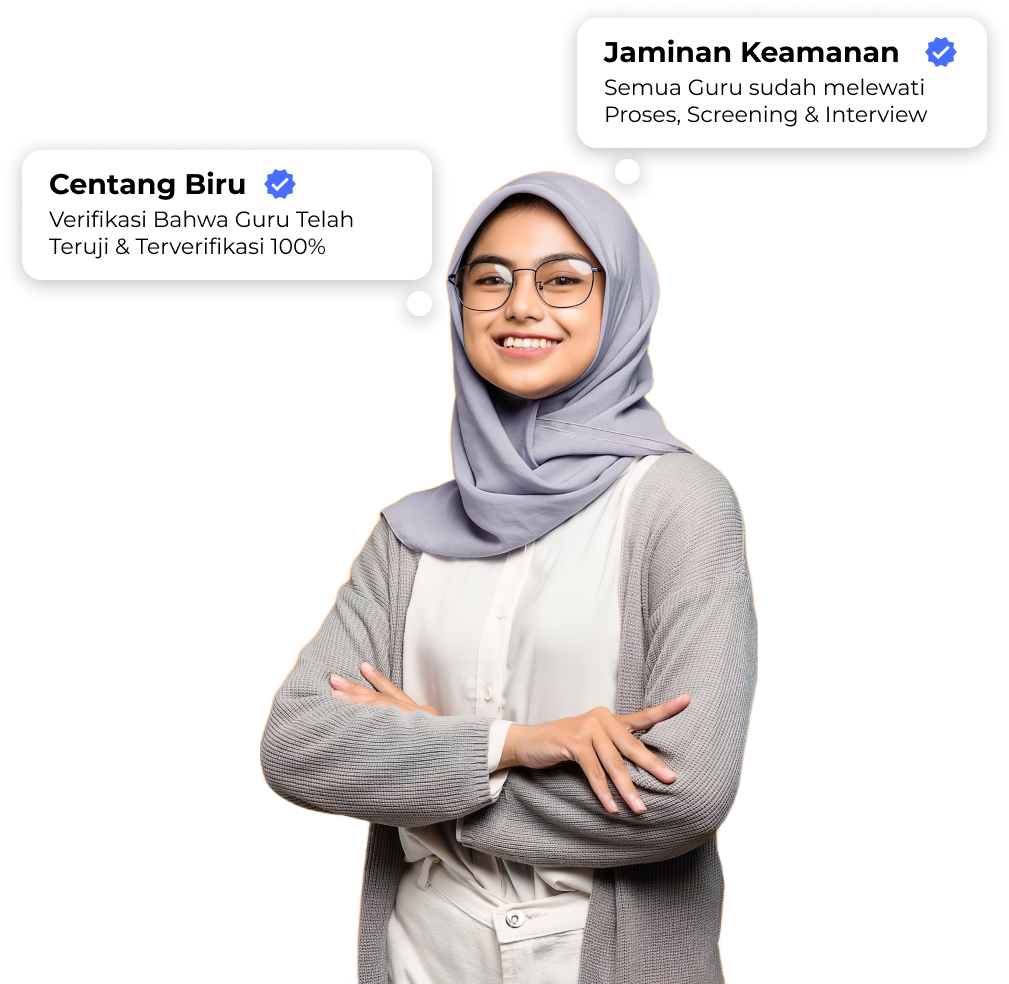 Jaminan Keamanan
Semua Guru sudah melewati
Proses, Screening & Interview
Centang Biru
Verifikasi Bahwa Guru Telah
Teruji & Terverifikasi 100%